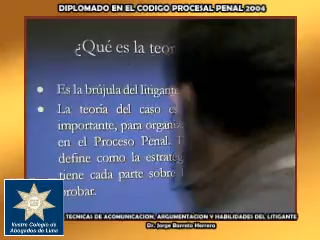 DIPLOMADO EN EL CODIGO PROCESAL PENAL 2004
¿Qué es la teor
Es la brújula del litigante
La teoría del caso es
importante, para organiz
en el Proceso Penal.
define como la estrateg
tiene cada parte sobre
probar.
Ilustre Colegio de
Abogados de Lima
TECNICAS DE ACOMUNICACION, ARGUMENTACION Y HABILIDADES DEL LITIGANTE
Dr. Jorge Barreto Herrera